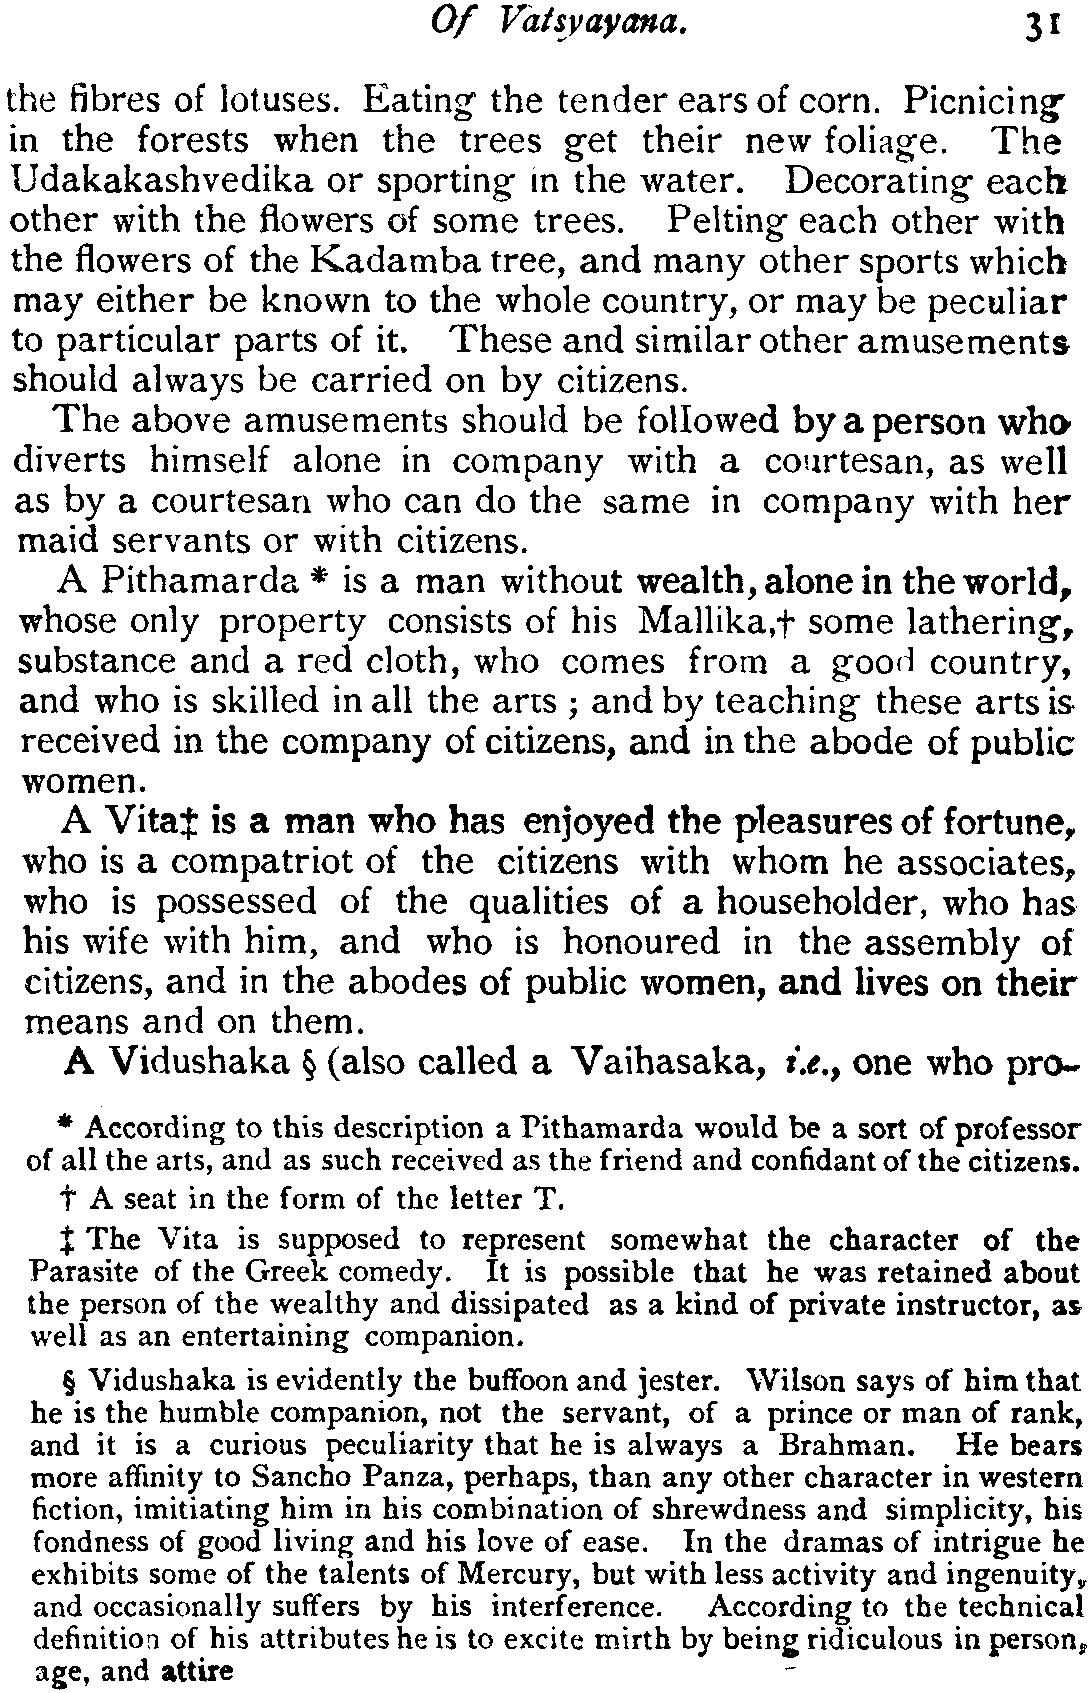 Of Vatsyayana. 31
the fibres of lotuses. Eating the tender ears of corn. Picnicing
in the forests when the trees get their new foliage. The
Udakakashvedika or sporting in the water. Decorating each
other with the flowers of some trees. Pelting each other with
the flowers of the Kadamba tree, and many other sports which
may either be known to the whole country, or may be peculiar
to particular parts of it. These and similar other amusements
should always be carried on by citizens.
The above amusements should be followed by a person who
diverts himself alone in company with a courtesan, as well
as by a courtesan who can do the same in company with her
maid servants or with citizens.
A Pithamarda * is a man without wealth, alone in the world,
whose only property consists of his Mallika,† some lathering,
substance and a red cloth, who comes from a good country,
and who is skilled in all the arts ; and by teaching these arts is
received in the company of citizens, and in the abode of public
women.
A Vita‡ is a man who has enjoyed the pleasures of fortune,
who is a compatriot of the citizens with whom he associates,
who is possessed of the qualities of a householder, who has
his wife with him, and who is honoured in the assembly of
citizens, and in the abodes of public women, and lives on their
means and on them.
A Vidushaka § (also called a Vaihasaka, i.e., one who pro-
* According to this description a Pithamarda would be a sort of professor
of all the arts, and as such received as the friend and confidant of the citizens.
† A seat in the form of the letter T.
‡ The Vita is supposed to represent somewhat the character of the
Parasite of the Greek comedy. It is possible that he was retained about
the person of the wealthy and dissipated as a kind of private instructor, as
well as an entertaining companion.
§ Vidushaka is evidently the buffoon and jester. Wilson says of him that
he is the humble companion, not the servant, of a prince or man of rank,
and it is a curious peculiarity that he is always a Brahman. He bears
more affinity to Sancho Panza, perhaps, than any other character in western
fiction, imitiating him in his combination of shrewdness and simplicity, his
fondness of good living and his love of ease. In the dramas of intrigue he
exhibits some of the talents of Mercury, but with less activity and ingenuity,
and occasionally suffers by his interference. According to the technical
definition of his attributes he is to excite mirth by being ridiculous in person,
age, and attire